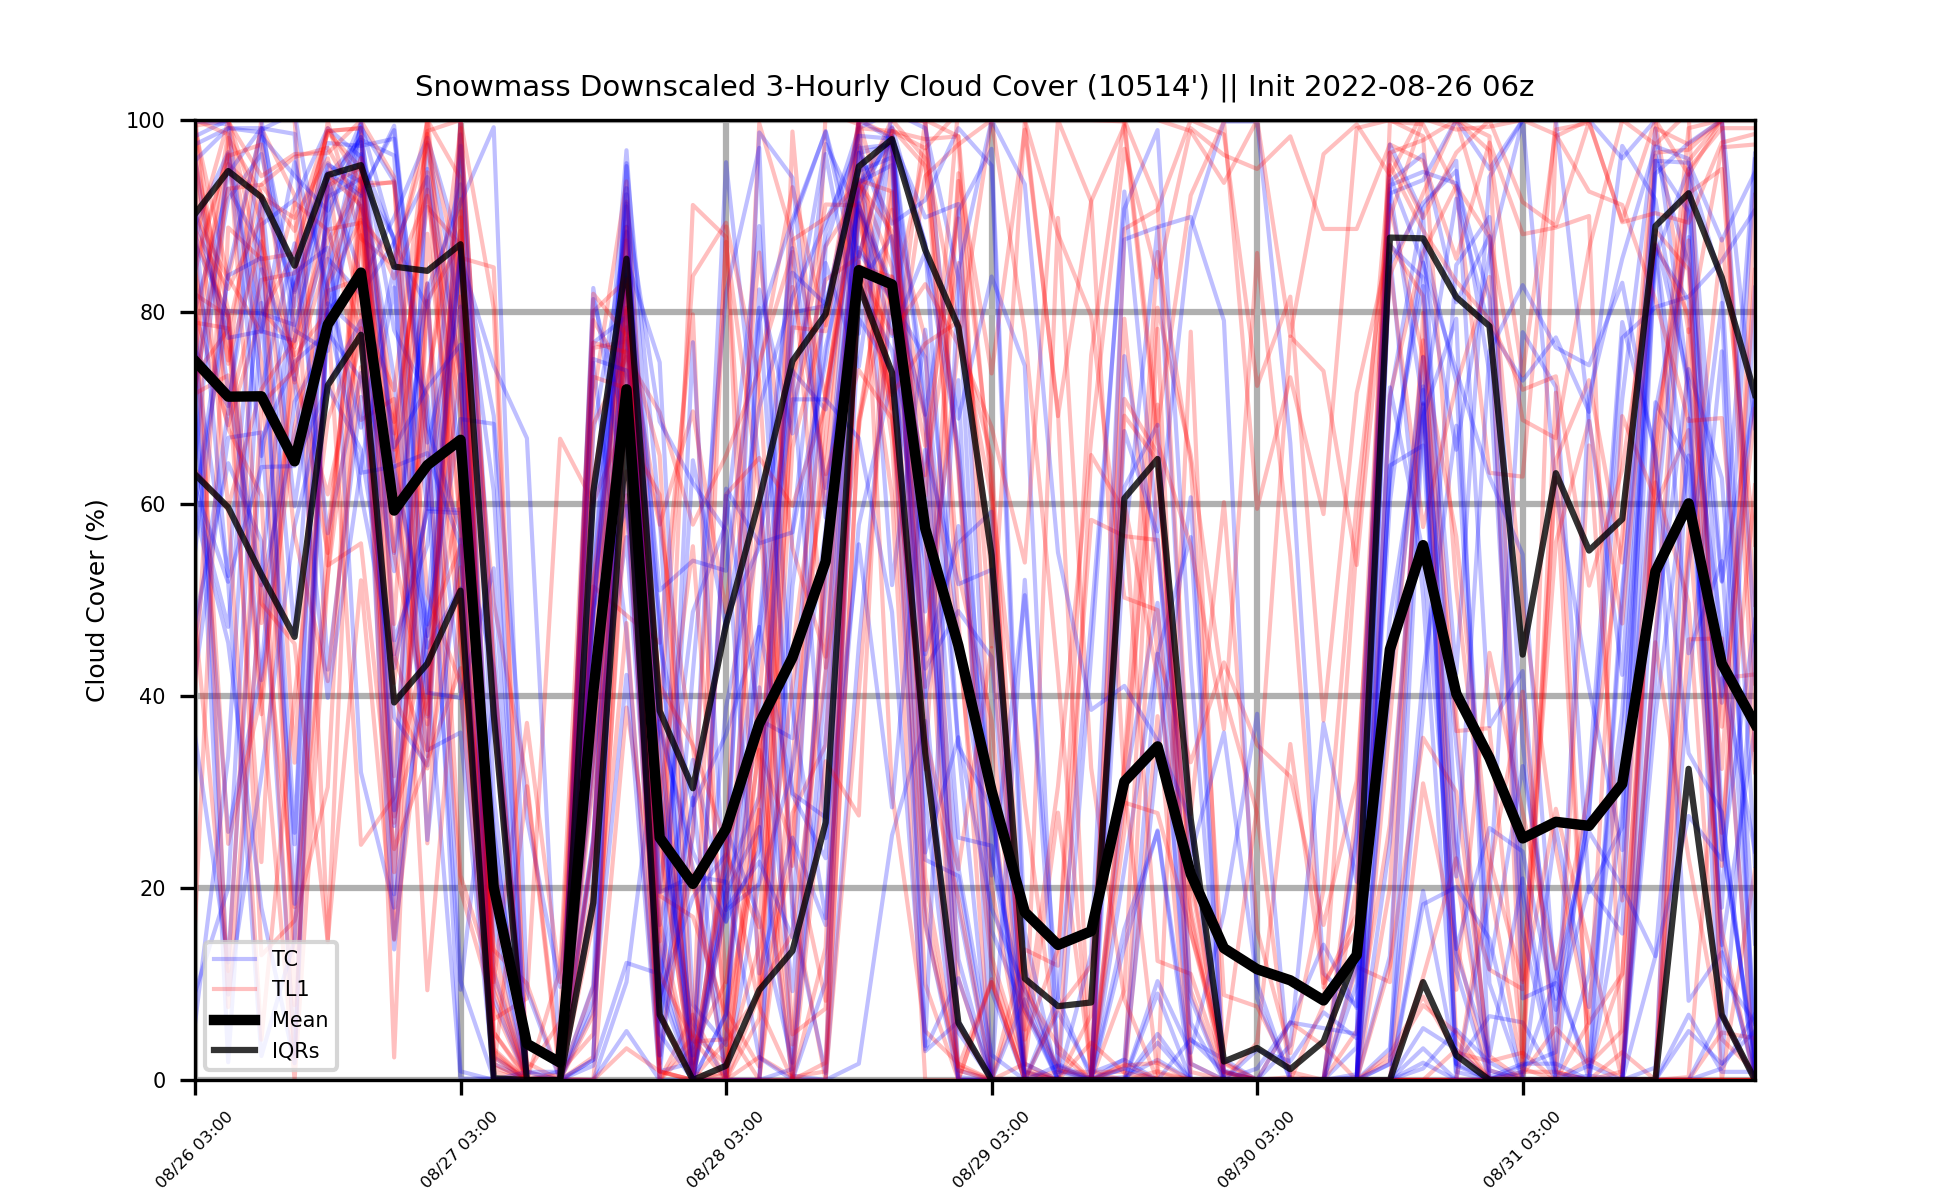 Snowmass Downscaled 3-Hourly Cloud Cover (10514') || Init 2022-08-26 06z
Cloud Cover (%)
100
80
60
40
20
0
TC
TL1
Mean
IQRs
08/26 03:00
08/27 03:00
08/28 03:00
08/29 03:00
08/30 03:00
08/31 03:00